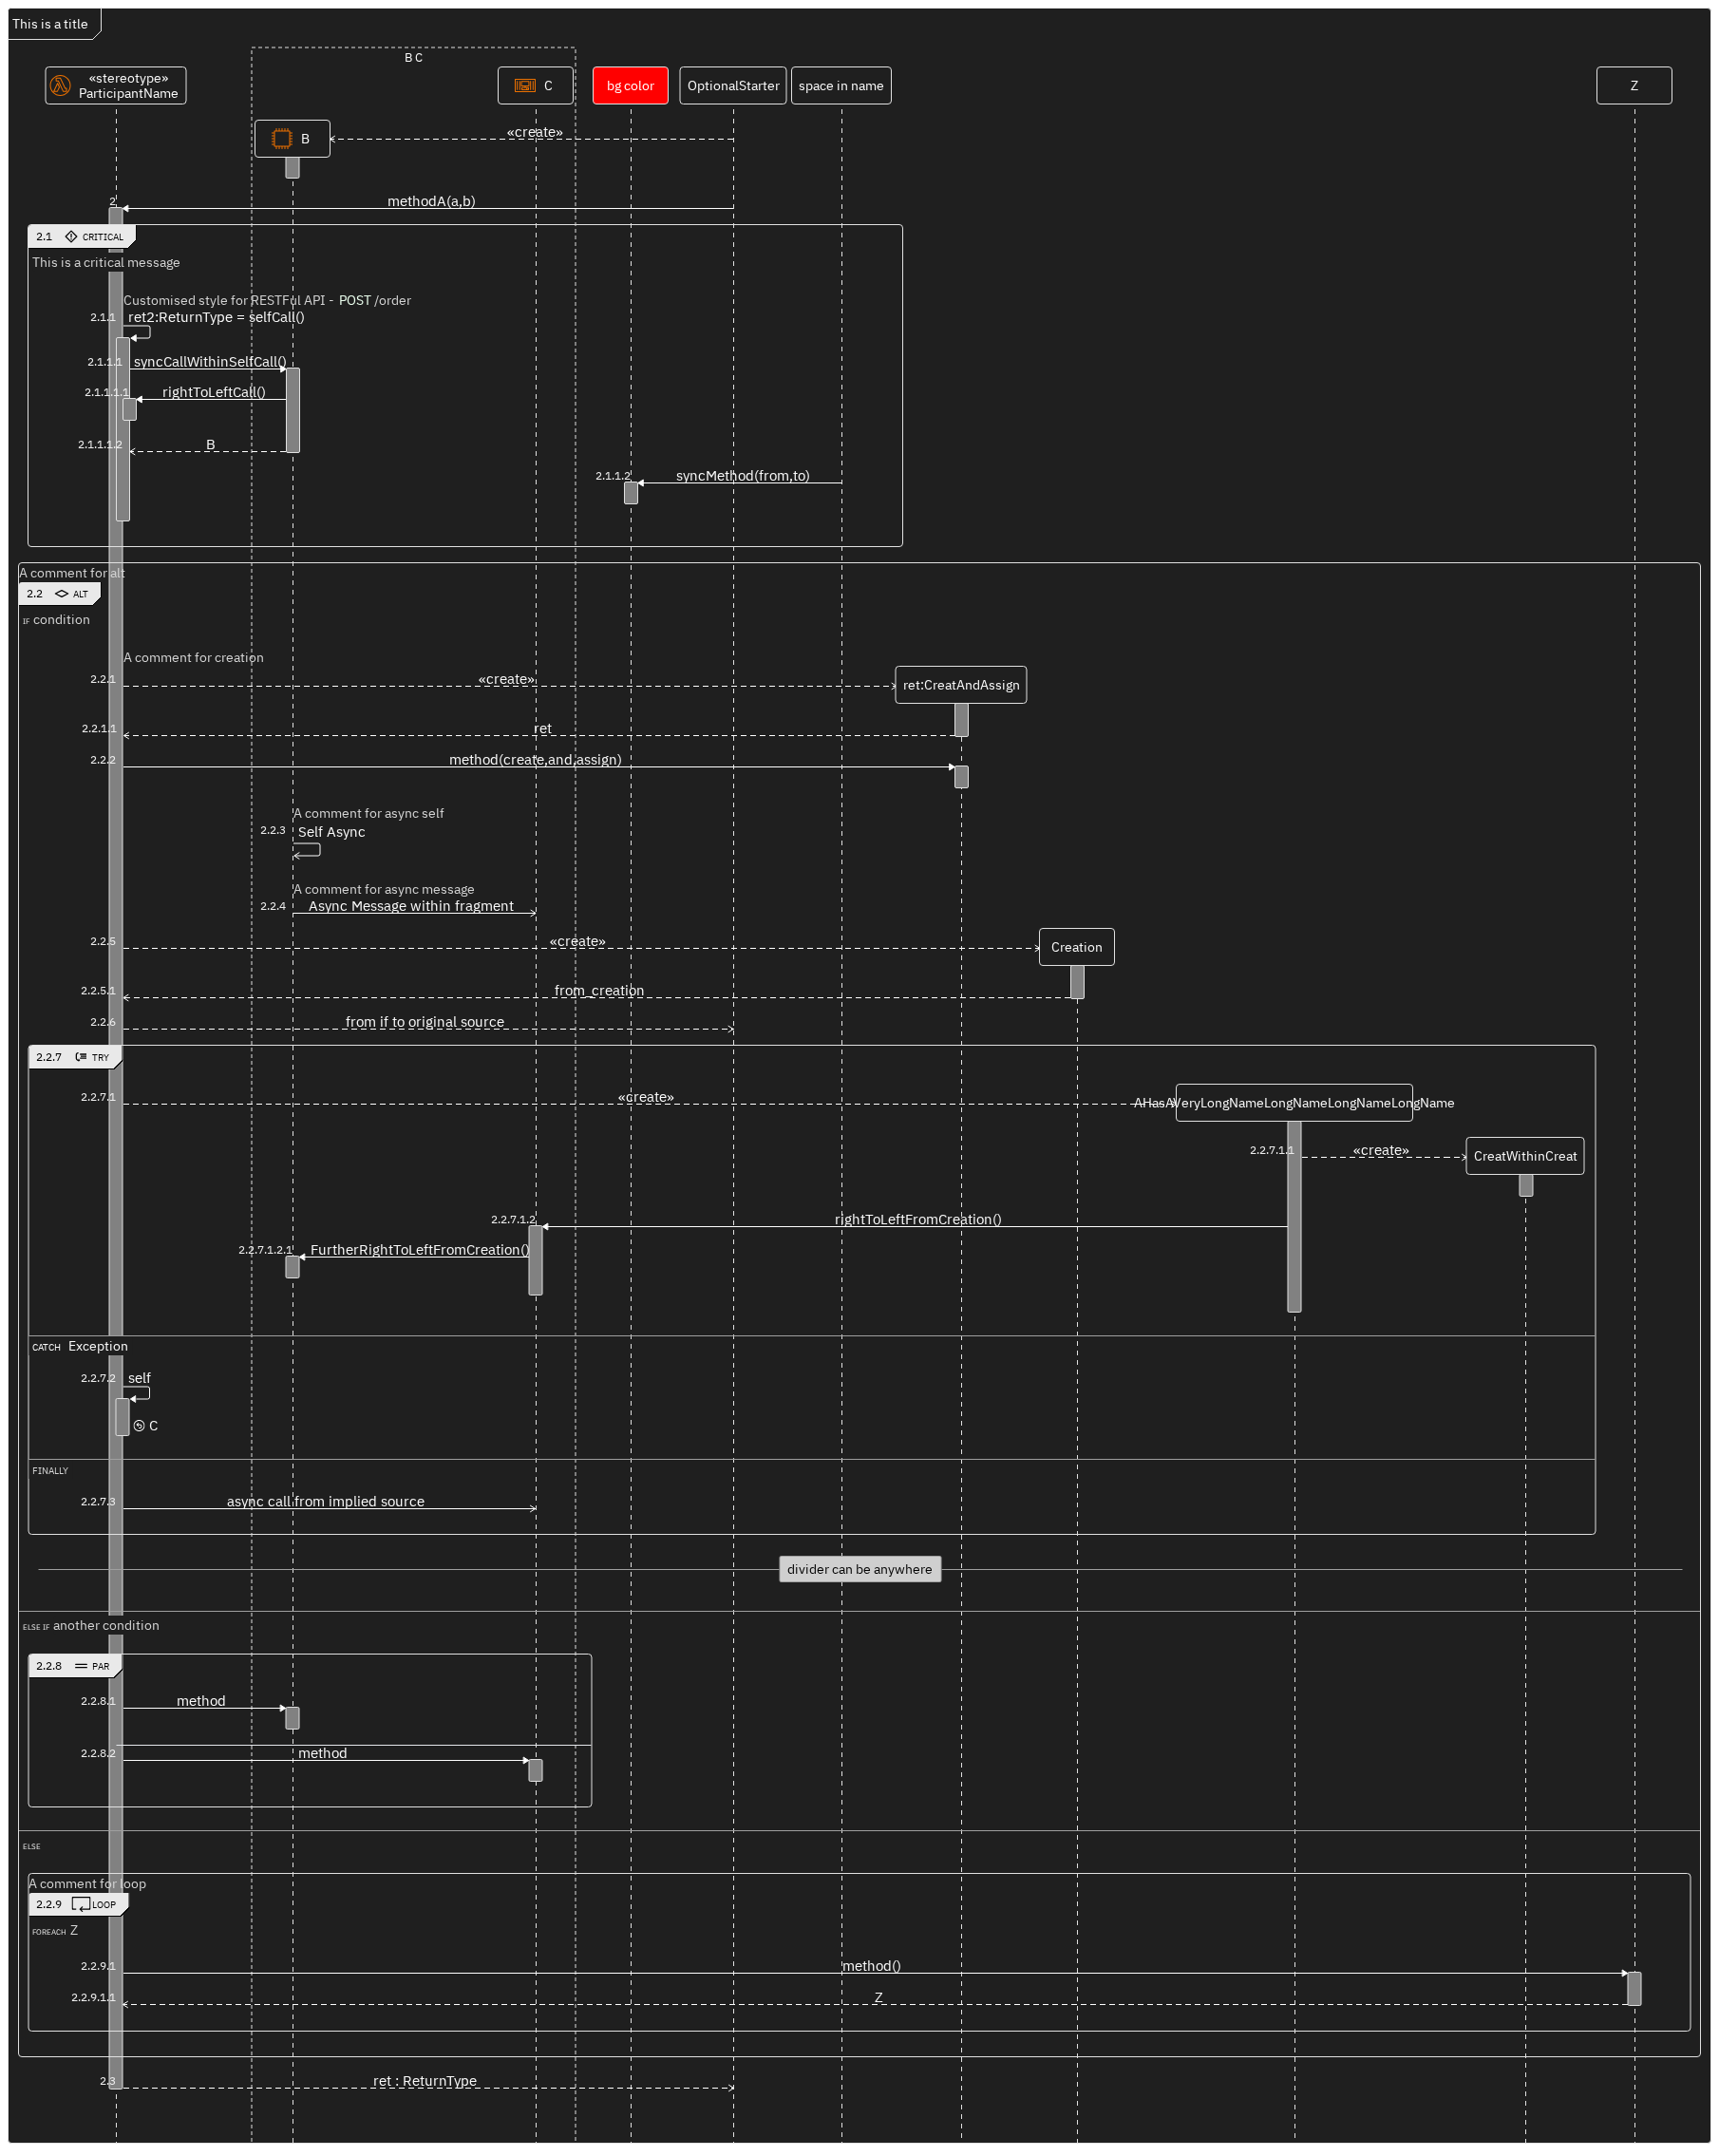 This is a title
B C
«stereotype»
ParticipantName
C
bg color
OptionalStarter
space in name
Z
«create»
B
2
methodA(a,b)
2.1 CRITICAL
This is a critical message
Customised style for RESTFul API - POST /order
2.1.1 ret2:ReturnType = selfCall()
2.1.1.1 syncCallWithinSelfCall()
2.1.1.1.1 rightToLeftCall()
2.1.1.1.2 B
2.1.1.2 syncMethod(from,to)
A comment for alt
2.2 ALT
IF condition
A comment for creation
2.2.1 «create» ret:CreatAndAssign
2.2.1.1 ret
2.2.2 method(create,and,assign)
A comment for async self
2.2.3 Self Async
A comment for async message
2.2.4 Async Message within fragment
2.2.5 «create» Creation
2.2.5.1 from_creation
2.2.6 from if to original source
2.2.7 TRY
2.2.7.1 «create» AHasAVeryLongNameLongNameLongNameLongName
2.2.7.1.1 «create» CreatWithinCreat
2.2.7.1.2 rightToLeftFromCreation()
2.2.7.1.2.1 FurtherRightToLeftFromCreation()
CATCH Exception
2.2.7.2 self
C
FINALLY
2.2.7.3 async call from implied source
divider can be anywhere
ELSE IF another condition
2.2.8 PAR
2.2.8.1 method
2.2.8.2 method
ELSE
A comment for loop
2.2.9 LOOP
FOREACH Z
2.2.9.1 method()
2.2.9.1.1 Z
2.3 ret : ReturnType